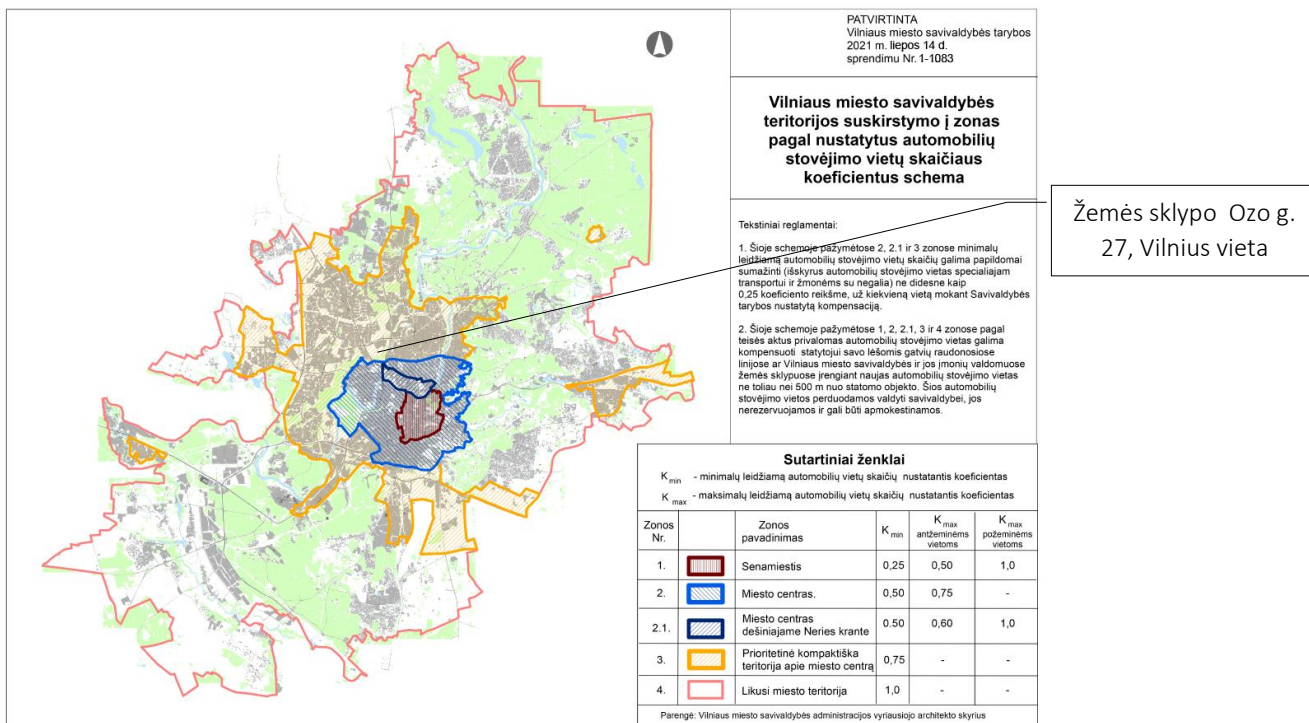 PATVIRTINTA
Vilniaus miesto savivaldybės tarybos
2021 m. liepos 14 d.
sprendimu Nr. 1-1083
Vilniaus miesto savivaldybės
teritorijos suskirstymo į zonas
pagal nustatytus automobilių
stovėjimo vietų skaičiaus
koeficientus schema
Žemės sklypo Ozo g.
27, Vilnius vieta
Tekstiniai reglamentai:
1. Šioje schemoje pažymėtose 2, 2.1 ir 3 zonose minimalų
leidžiamą automobilių stovėjimo vietų skaičių galima papildomai
sumažinti (išskyrus automobilių stovėjimo vietas specialiajam
transportui ir žmonėms su negalia) ne didesne kaip
0,25 koeficiento reikšme, už kiekvieną vietą mokant Savivaldybės
tarybos nustatytą kompensaciją.
2. Šioje schemoje pažymėtose 1, 2, 2.1, 3 ir 4 zonose pagal
teisės aktus privalomas automobilių stovėjimo vietas galima
kompensuoti statytojui savo lėšomis gatvių raudonosiose
linijose ar Vilniaus miesto savivaldybės ir jos įmonių valdomuose
žemės sklypuose įrengiant naujas automobilių stovėjimo vietas
ne toliau nei 500 m nuo statomo objekto. Šios automobilių
stovėjimo vietos perduodamos valdyti savivaldybei, jos
nerezervuojamos ir gali būti apmokestinamos.
Sutartiniai ženklai
K min - minimalų leidžiamą automobilių vietų skaičių nustatantis koeficientas
K max - maksimalų leidžiamą automobilių vietų skaičių nustatantis koeficientas
Zonos Nr. Zonos pavadinimas K min K max antžeminėms vietoms K max požeminėms vietoms
1. Senamiestis 0,25 0,50 1,0
2. Miesto centras. 0,50 0,75 -
2.1. Miesto centras dešiniajame Neries krante 0.50 0,60 1,0
3. Prioritetinė kompaktiška teritorija apie miesto centrą 0,75 - -
4. Likusi miesto teritorija 1,0 - -
Parengė: Vilniaus miesto savivaldybės administracijos vyriausiojo architekto skyrius